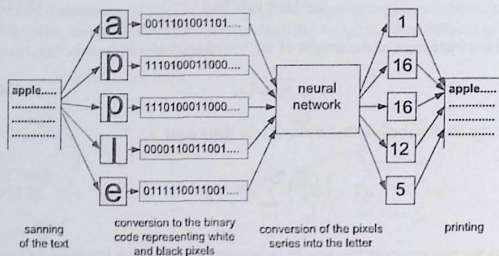 apple.....
a
0011101001101....
p
1110100011000....
p
1110100011000....
l
0000110011001....
e
0111110011001....
neural
network
1
16
16
12
5
apple.....
sanning
of the text
conversion to the binary
code representing white
and black pixels
conversion of the pixels
series into the letter
printing